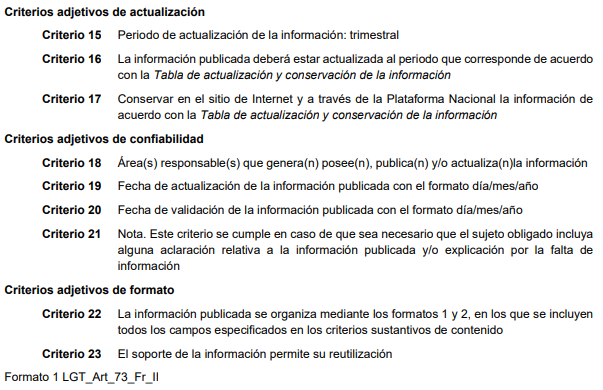 Criterios adjetivos de actualización
Criterio 15 Periodo de actualización de la información: trimestral
Criterio 16 La información publicada deberá estar actualizada al periodo que corresponde de acuerdo
con la Tabla de actualización y conservación de la información
Criterio 17 Conservar en el sitio de Internet y a través de la Plataforma Nacional la información de
acuerdo con la Tabla de actualización y conservación de la información
Criterios adjetivos de confiabilidad
Criterio 18 Área(s) responsable(s) que genera(n) posee(n), publica(n) y/o actualiza(n)la información
Criterio 19 Fecha de actualización de la información publicada con el formato día/mes/año
Criterio 20 Fecha de validación de la información publicada con el formato día/mes/año
Criterio 21 Nota. Este criterio se cumple en caso de que sea necesario que el sujeto obligado incluya
alguna aclaración relativa a la información publicada y/o explicación por la falta de
información
Criterios adjetivos de formato
Criterio 22 La información publicada se organiza mediante los formatos 1 y 2, en los que se incluyen
todos los campos especificados en los criterios sustantivos de contenido
Criterio 23 El soporte de la información permite su reutilización
Formato 1 LGT_Art_73_Fr_II